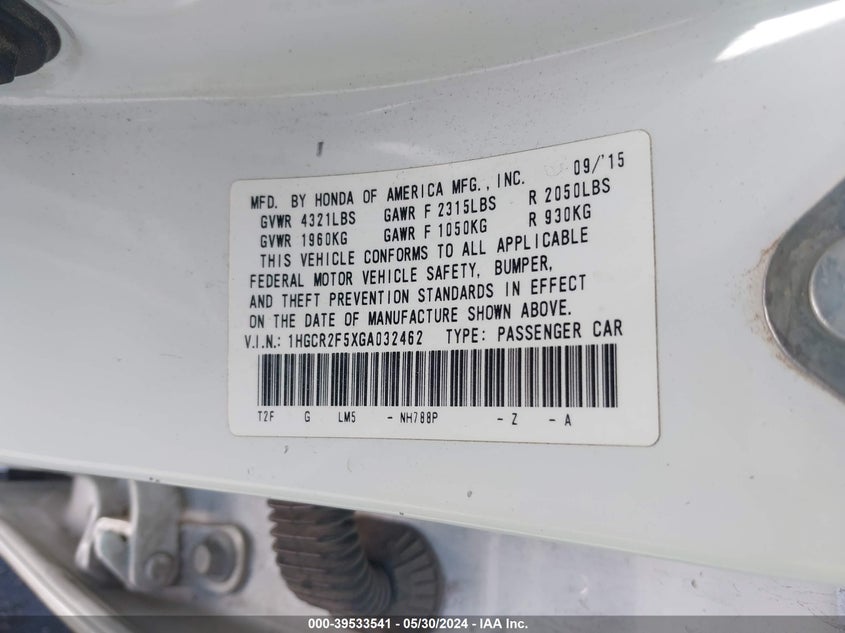 09/'15
MFD. BY HONDA OF AMERICA MFG., INC.
GVWR 4321LBS GAWR F 2315LBS R 2050LBS
GVWR 1960KG GAWR F 1050KG R 930KG
THIS VEHICLE CONFORMS TO ALL APPLICABLE
FEDERAL MOTOR VEHICLE SAFETY, BUMPER,
AND THEFT PREVENTION STANDARDS IN EFFECT
ON THE DATE OF MANUFACTURE SHOWN ABOVE.
V.I.N.: 1HGCR2F5XGA032462 TYPE: PASSENGER CAR
T2F G LM5 - NH788P - Z - A
000-39533541 - 05/30/2024 - IAA Inc.